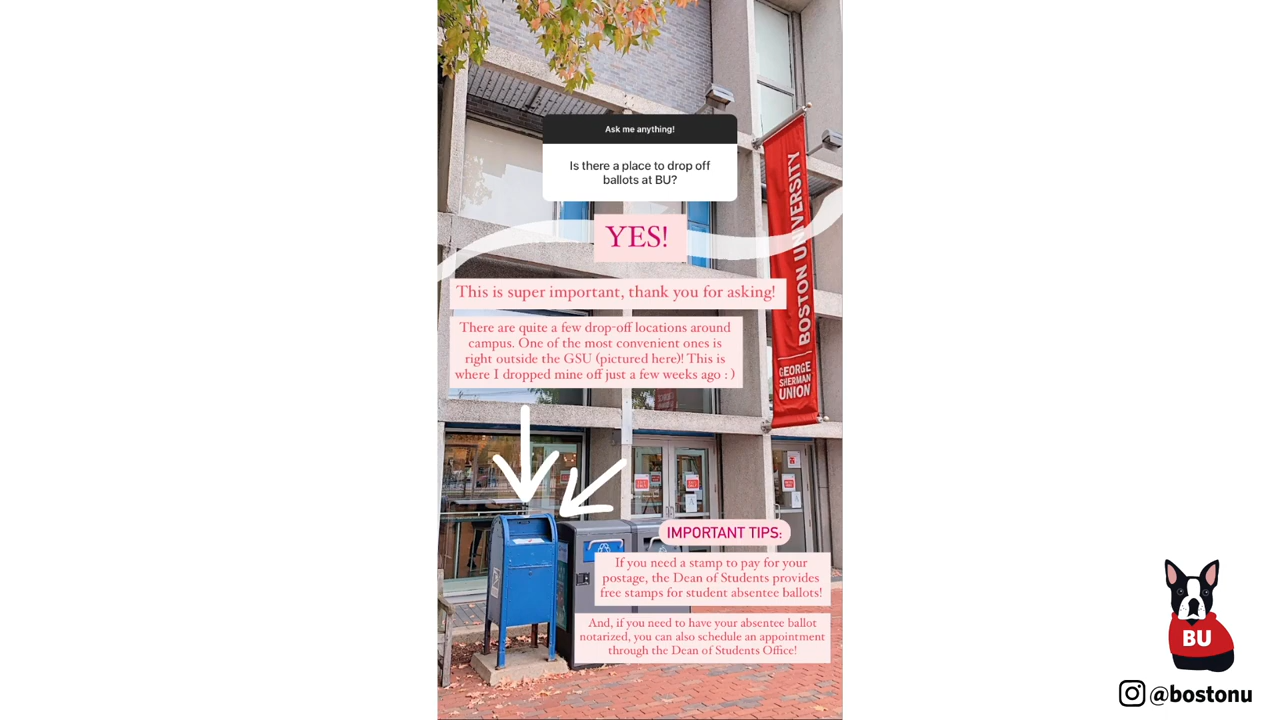 Ask me anything!
Is there a place to drop off
ballots at BU?
YES!
This is super important, thank you for asking!
There are quite a few drop-off locations around
campus. One of the most convenient ones is
right outside the GSU (pictured here)! This is
where I dropped mine off just a few weeks ago : )
BOSTON UNIVERSITY
GEORGE
SHERMAN
UNION
IMPORTANT TIPS:
If you need a stamp to pay for your
postage, the Dean of Students provides
free stamps for student absentee ballots!
And, if you need to have your absentee ballot
notarized, you can also schedule an appointment
through the Dean of Students Office!
BU
@bostonu